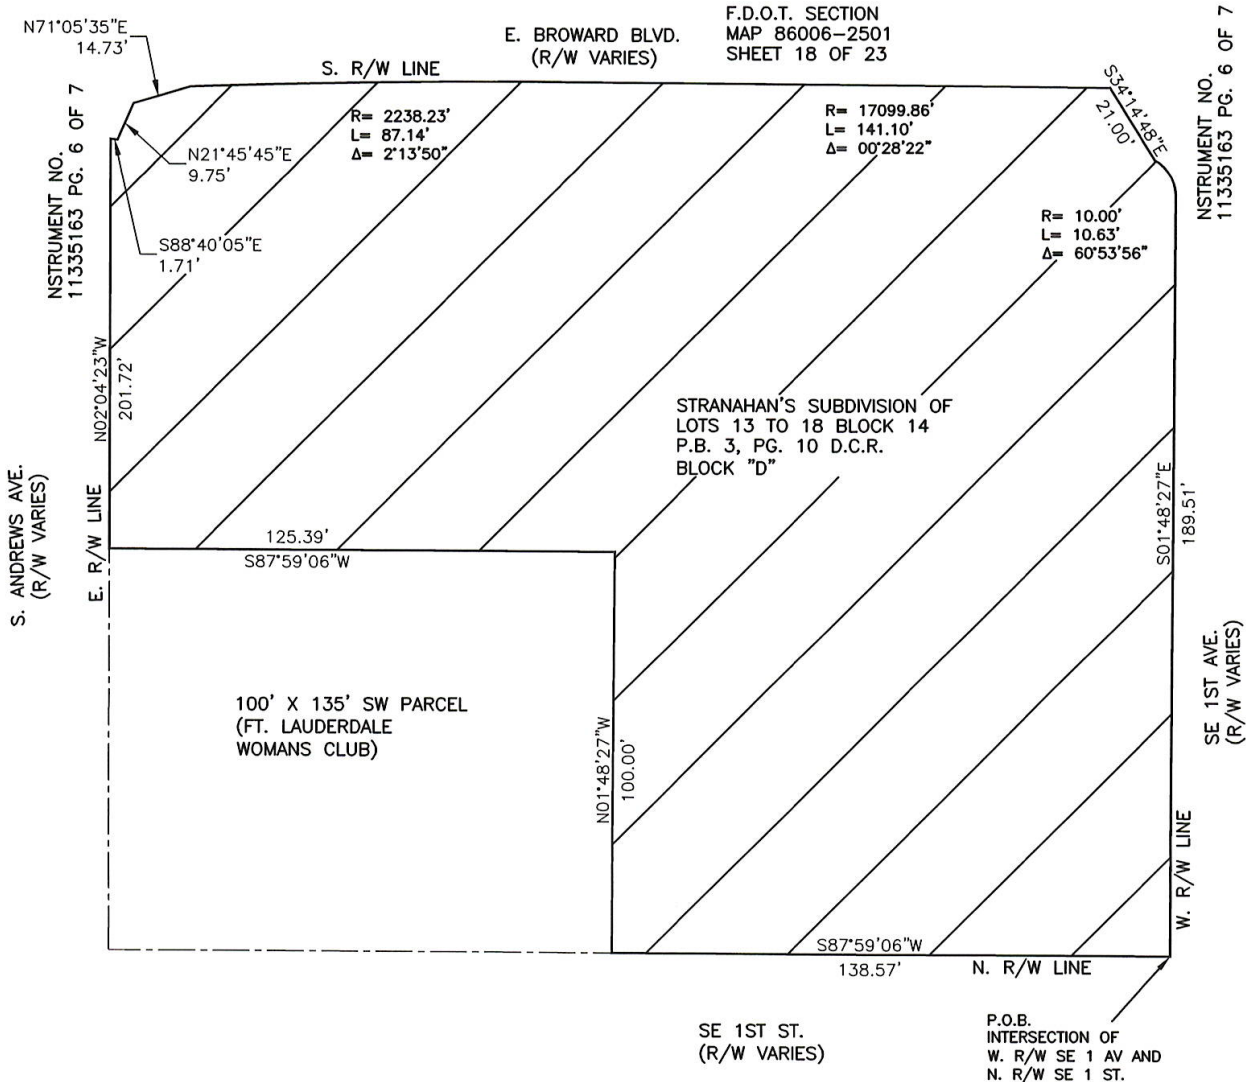 F.D.O.T. SECTION
MAP 86006-2501
SHEET 18 OF 23
E. BROWARD BLVD.
(R/W VARIES)
N71°05'35"E
14.73'
S. R/W LINE
NSTRUMENT NO.
11335163 PG. 6 OF 7
NSTRUMENT NO.
11335163 PG. 6 OF 7
S34°14'48"E
21.00'
R= 2238.23'
L= 87.14'
Δ= 2°13'50"
R= 17099.86'
L= 141.10'
Δ= 00°28'22"
N21°45'45"E
9.75'
S88°40'05"E
1.71'
R= 10.00'
L= 10.63'
Δ= 60°53'56"
N02°04'23"W
201.72'
STRANAHAN'S SUBDIVISION OF
LOTS 13 TO 18 BLOCK 14
P.B. 3, PG. 10 D.C.R.
BLOCK "D"
S. ANDREWS AVE.
(R/W VARIES)
E. R/W LINE
S01°48'27"E
189.51'
125.39'
S87°59'06"W
100' X 135' SW PARCEL
(FT. LAUDERDALE
WOMANS CLUB)
N01°48'27"W
100.00'
SE 1ST AVE.
(R/W VARIES)
W. R/W LINE
S87°59'06"W
138.57'
N. R/W LINE
SE 1ST ST.
(R/W VARIES)
P.O.B.
INTERSECTION OF
W. R/W SE 1 AV AND
N. R/W SE 1 ST.